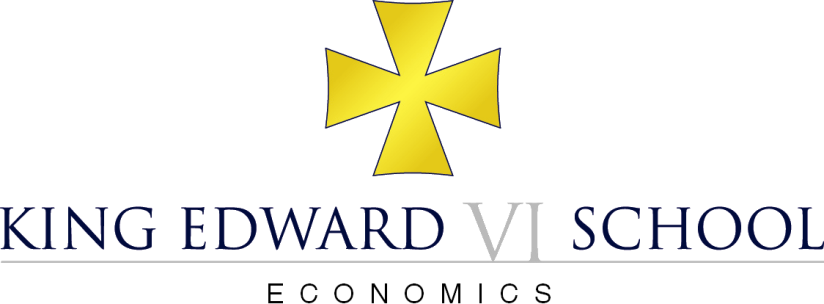 KING EDWARD VI SCHOOL
ECONOMICS